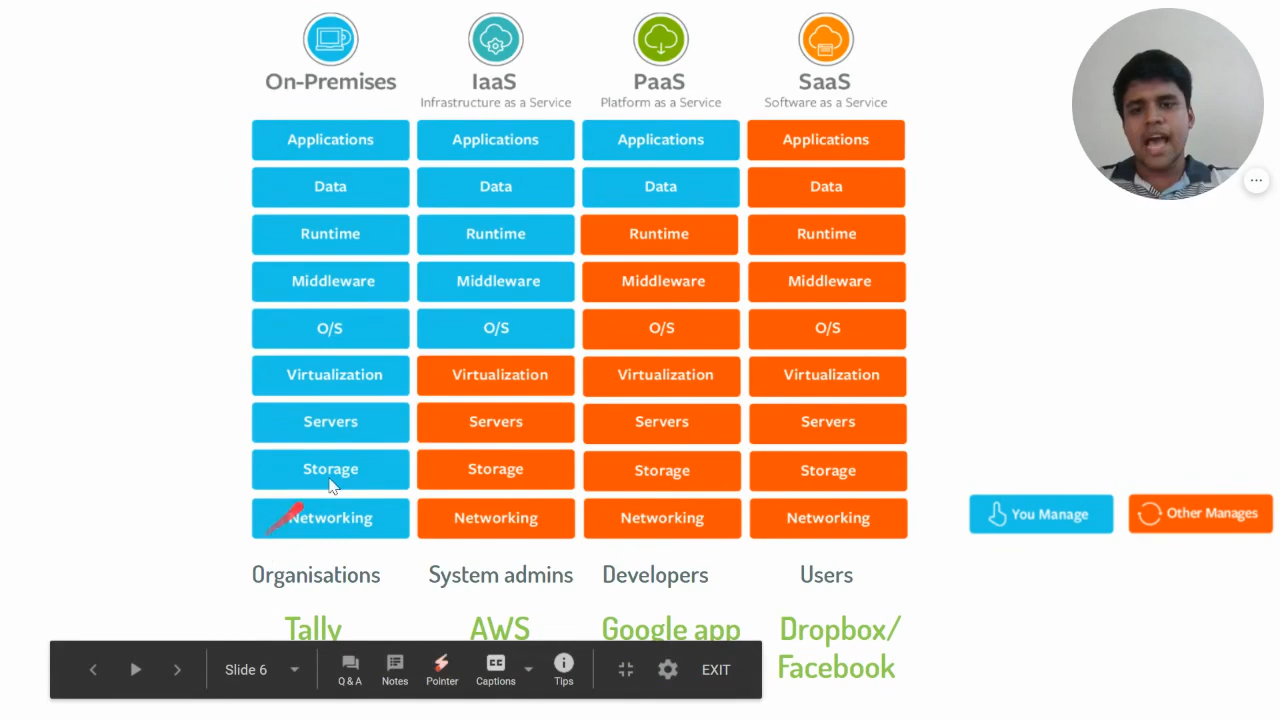 On-Premises IaaS PaaS SaaS
Infrastructure as a Service Platform as a Service Software as a Service
Applications Applications Applications Applications
Data Data Data Data
Runtime Runtime Runtime Runtime
Middleware Middleware Middleware Middleware
O/S O/S O/S O/S
Virtualization Virtualization Virtualization Virtualization
Servers Servers Servers Servers
Storage Storage Storage Storage
Networking Networking Networking Networking
You Manage Other Manages
Organisations System admins Developers Users
Tally AWS Google app Dropbox/
Facebook
Slide 6 Q & A Notes Pointer CC Captions Tips EXIT